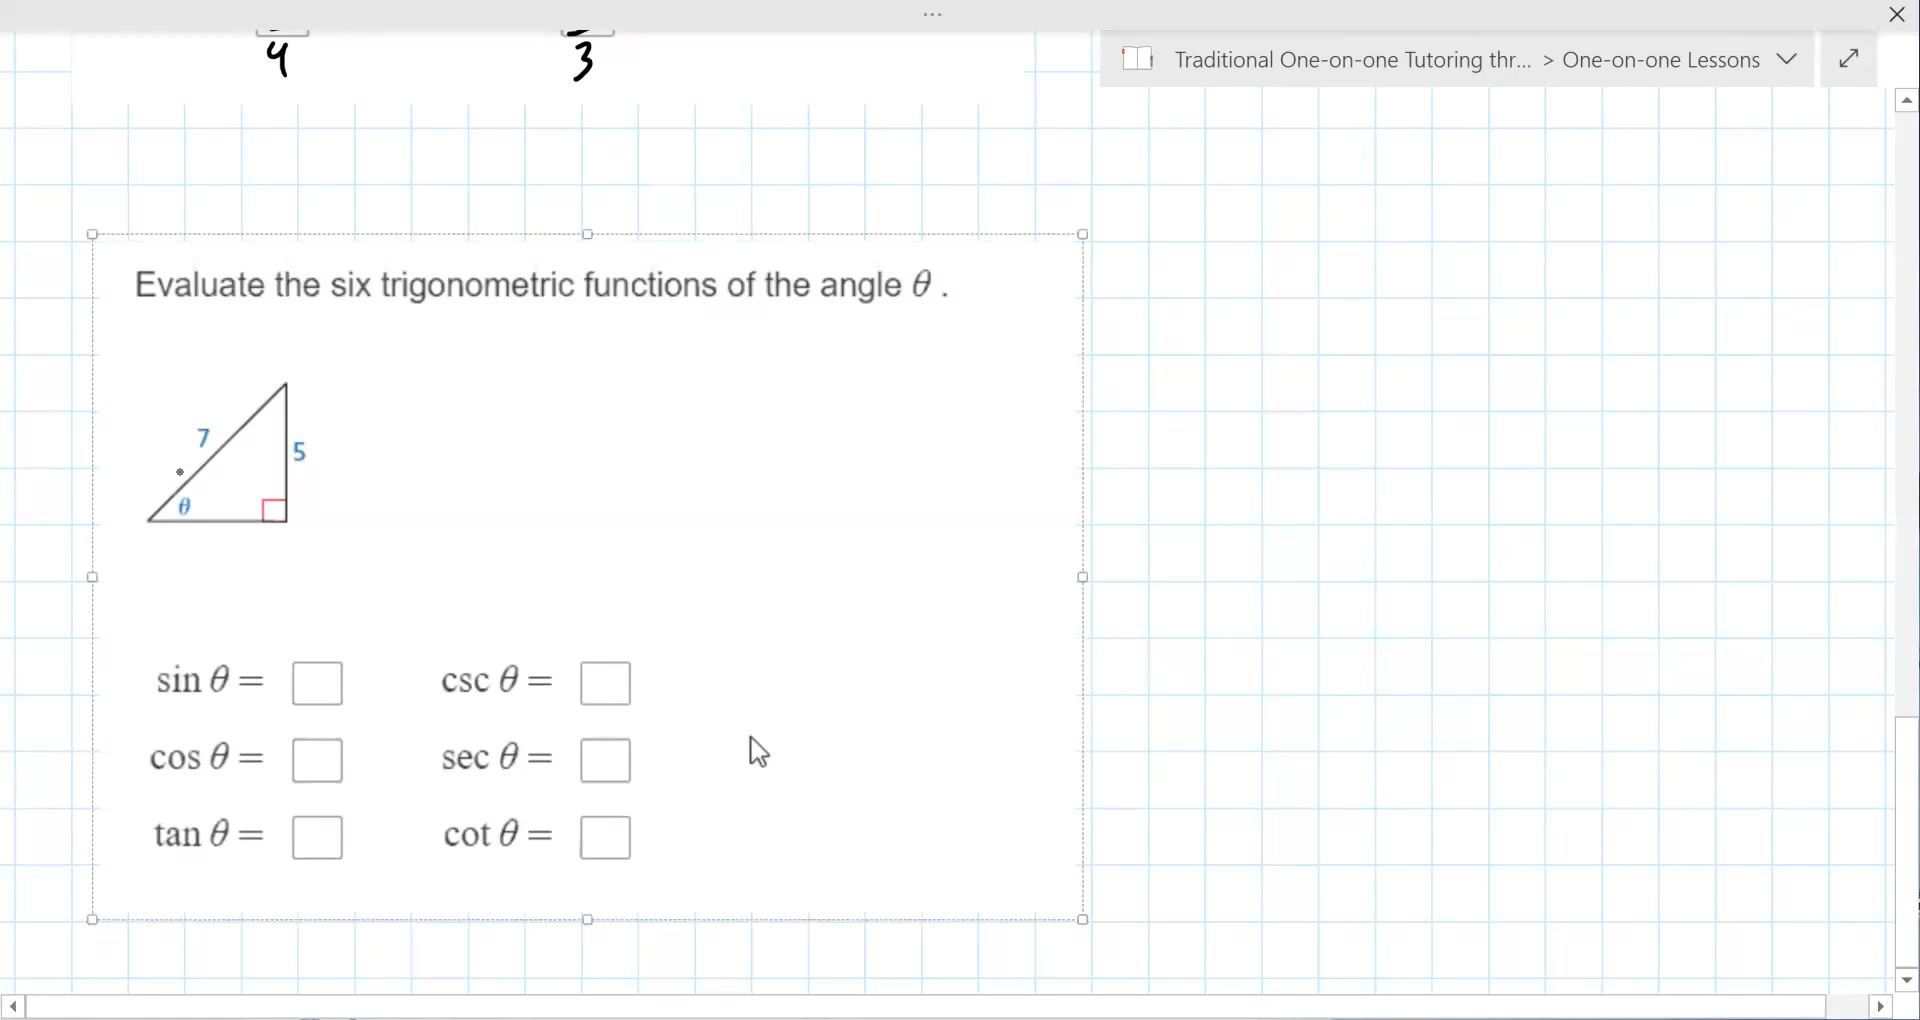 ...
4 3
Traditional One-on-one Tutoring thr... > One-on-one Lessons
Evaluate the six trigonometric functions of the angle θ .
7
5
θ
sin θ = csc θ =
cos θ = sec θ =
tan θ = cot θ =